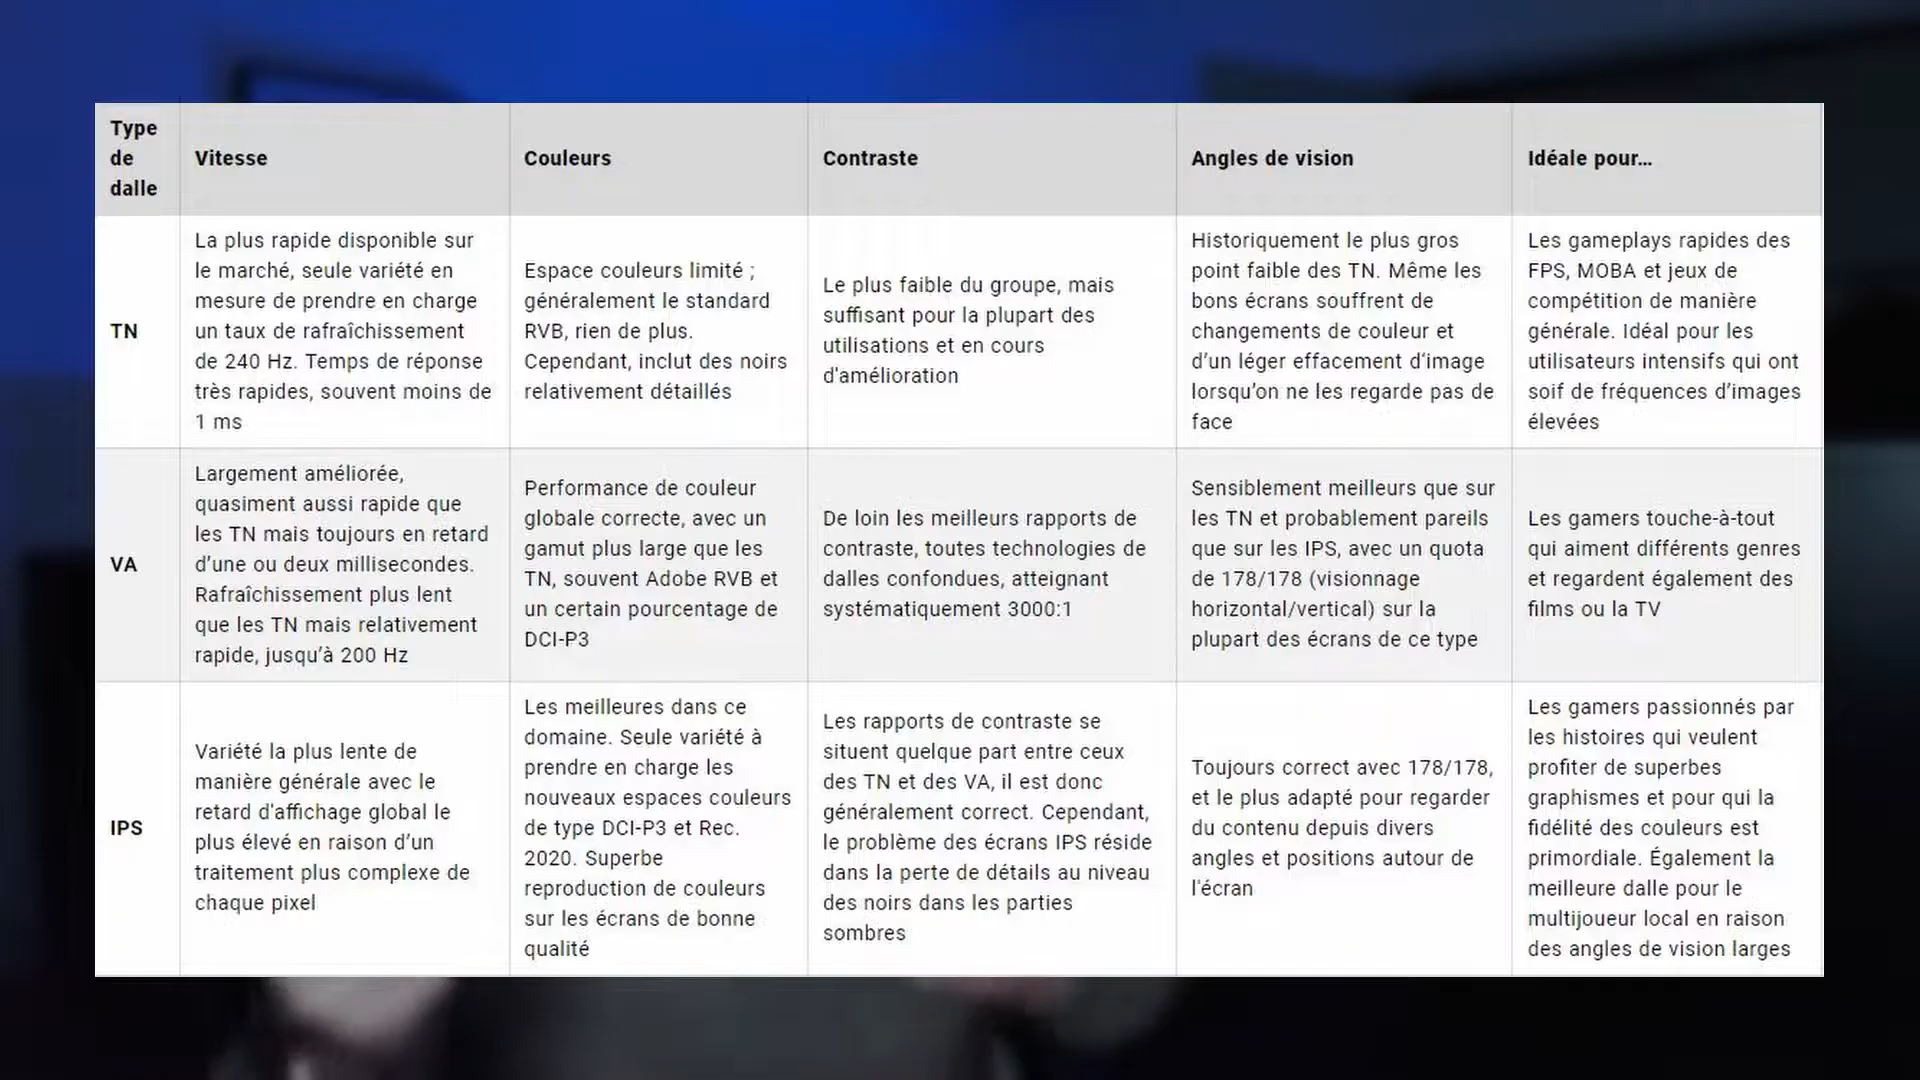 Type
de
dalle
Vitesse
Couleurs
Contraste
Angles de vision
Idéale pour...
TN
La plus rapide disponible sur
le marché, seule variété en
mesure de prendre en charge
un taux de rafraîchissement
de 240 Hz. Temps de réponse
très rapides, souvent moins de
1 ms
Espace couleurs limité ;
généralement le standard
RVB, rien de plus.
Cependant, inclut des noirs
relativement détaillés
Le plus faible du groupe, mais
suffisant pour la plupart des
utilisations et en cours
d'amélioration
Historiquement le plus gros
point faible des TN. Même les
bons écrans souffrent de
changements de couleur et
d’un léger effacement d’image
lorsqu’on ne les regarde pas de
face
Les gameplays rapides des
FPS, MOBA et jeux de
compétition de manière
générale. Idéal pour les
utilisateurs intensifs qui ont
soif de fréquences d’images
élevées
VA
Largement améliorée,
quasiment aussi rapide que
les TN mais toujours en retard
d’une ou deux millisecondes.
Rafraîchissement plus lent
que les TN mais relativement
rapide, jusqu’à 200 Hz
Performance de couleur
globale correcte, avec un
gamut plus large que les
TN, souvent Adobe RVB et
un certain pourcentage de
DCI-P3
De loin les meilleurs rapports de
contraste, toutes technologies de
dalles confondues, atteignant
systématiquement 3000:1
Sensiblement meilleurs que sur
les TN et probablement pareils
que sur les IPS, avec un quota
de 178/178 (visionnage
horizontal/vertical) sur la
plupart des écrans de ce type
Les gamers touche-à-tout
qui aiment différents genres
et regardent également des
films ou la TV
IPS
Variété la plus lente de
manière générale avec le
retard d'affichage global le
plus élevé en raison d’un
traitement plus complexe de
chaque pixel
Les meilleures dans ce
domaine. Seule variété à
prendre en charge les
nouveaux espaces couleurs
de type DCI-P3 et Rec.
2020. Superbe
reproduction de couleurs
sur les écrans de bonne
qualité
Les rapports de contraste se
situent quelque part entre ceux
des TN et des VA, il est donc
généralement correct. Cependant,
le problème des écrans IPS réside
dans la perte de détails au niveau
des noirs dans les parties
sombres
Toujours correct avec 178/178,
et le plus adapté pour regarder
du contenu depuis divers
angles et positions autour de
l'écran
Les gamers passionnés par
les histoires qui veulent
profiter de superbes
graphismes et pour qui la
fidélité des couleurs est
primordiale. Également la
meilleure dalle pour le
multijoueur local en raison
des angles de vision larges